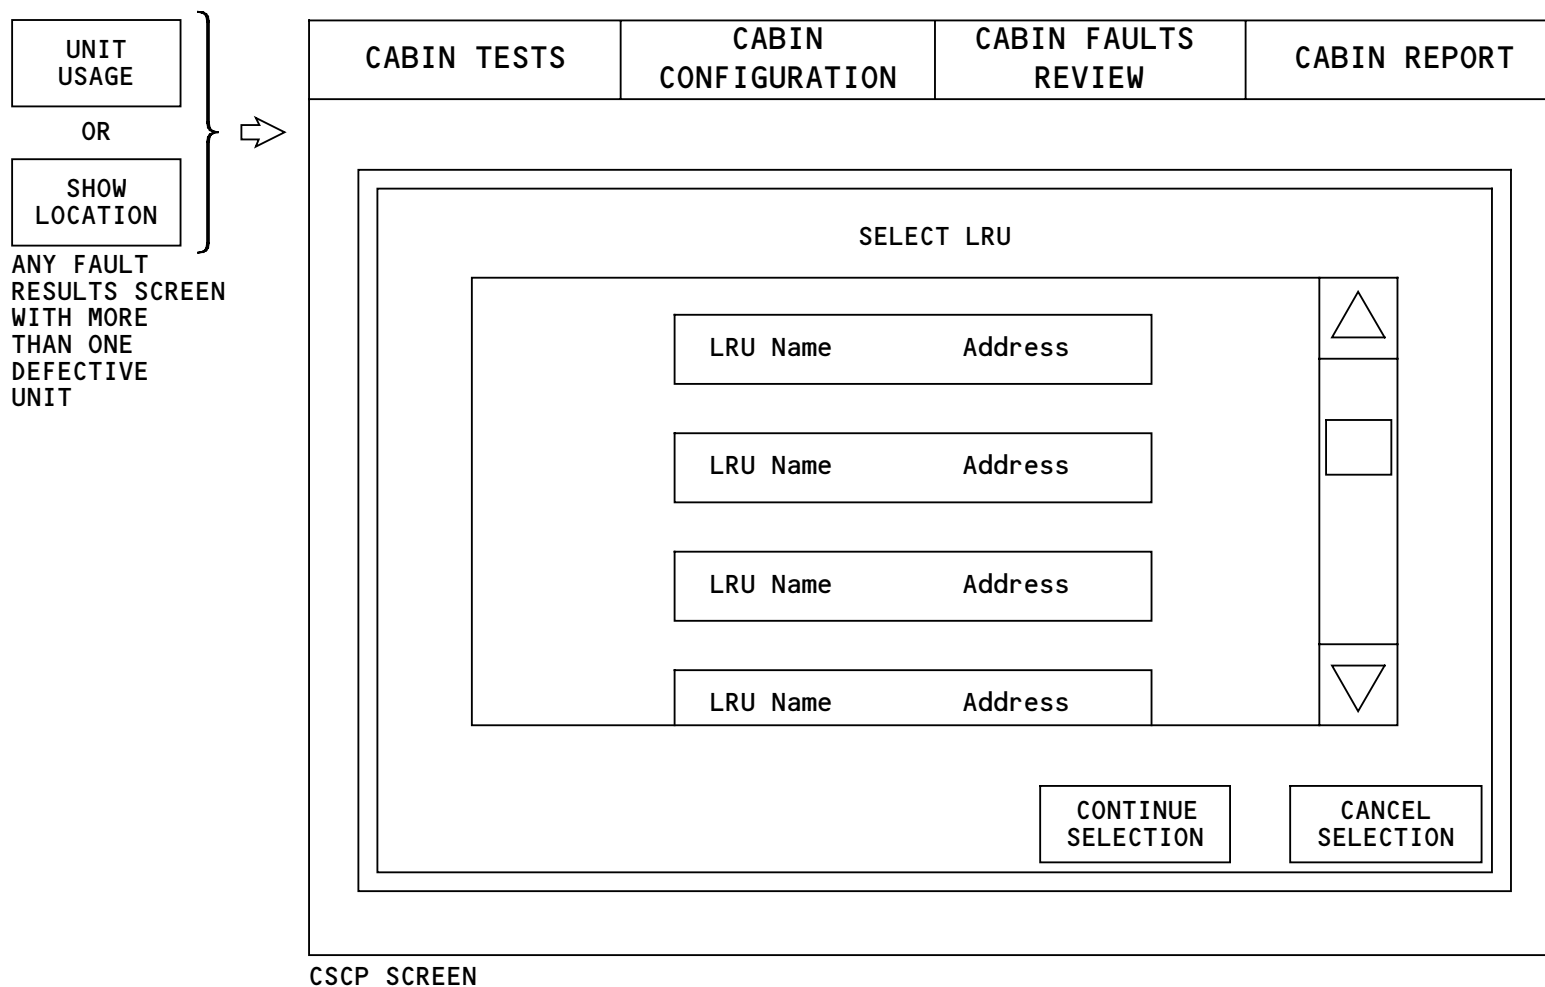 UNIT
USAGE
OR
SHOW
LOCATION
ANY FAULT
RESULTS SCREEN
WITH MORE
THAN ONE
DEFECTIVE
UNIT
CABIN TESTS
CABIN
CONFIGURATION
CABIN FAULTS
REVIEW
CABIN REPORT
SELECT LRU
LRU Name Address
LRU Name Address
LRU Name Address
LRU Name Address
CONTINUE
SELECTION
CANCEL
SELECTION
CSCP SCREEN